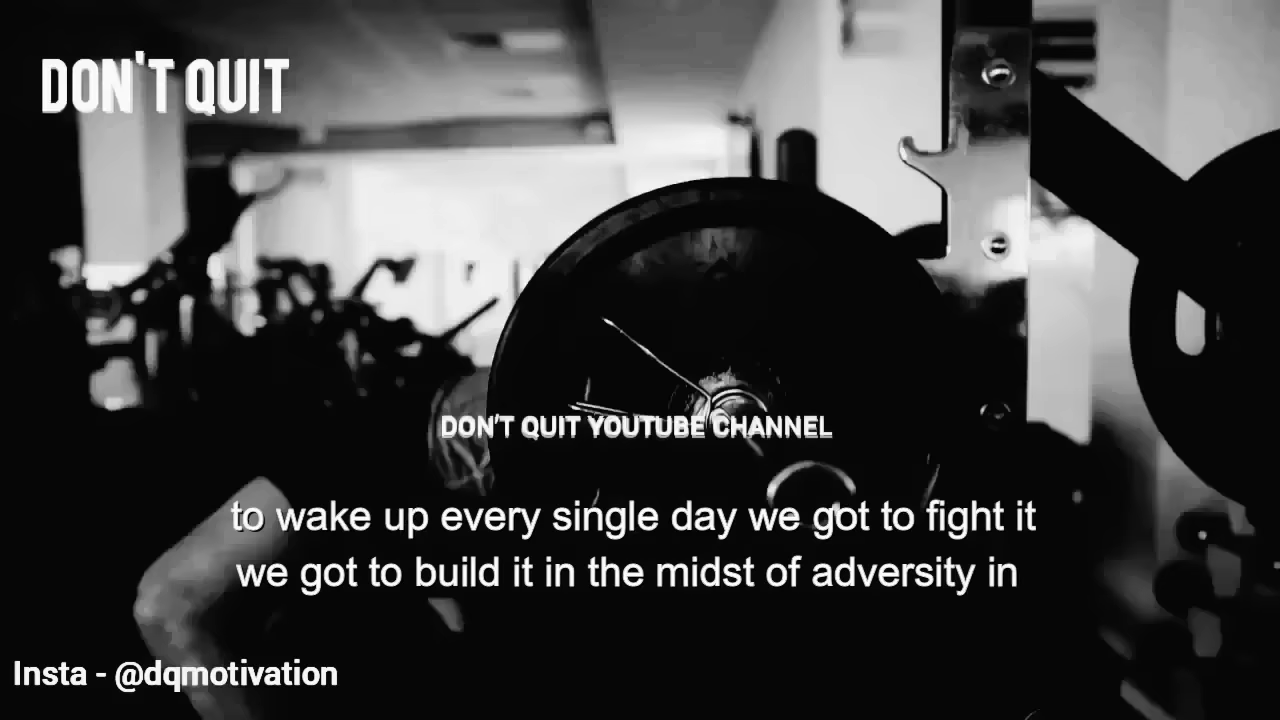 DON'T QUIT
DON'T QUIT YOUTUBE CHANNEL
to wake up every single day we got to fight it
we got to build it in the midst of adversity in
Insta - @dqmotivation